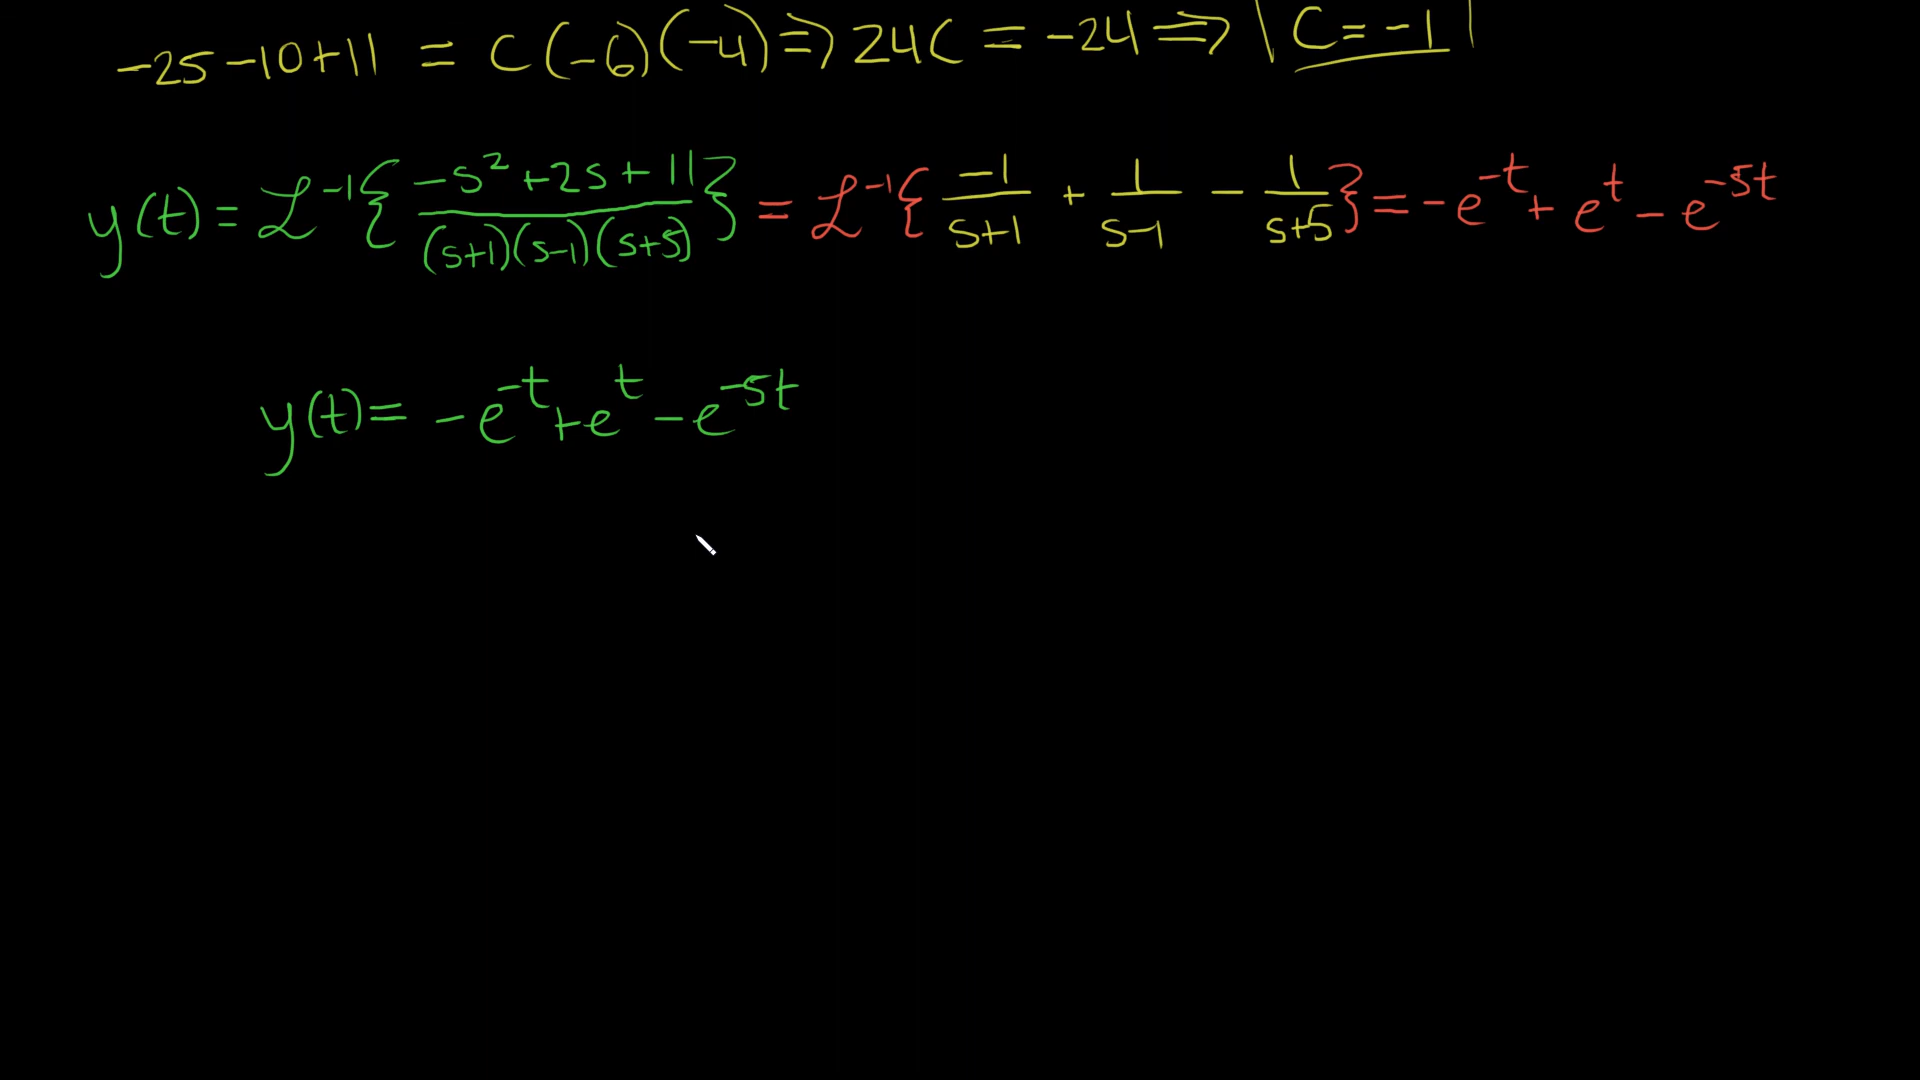 -25-10+11 = C(-6)(-4) ⇒ 24C = -24 ⇒ |C = -1|
y(t) = ℒ⁻¹{ (-s²+2s+11)/((s+1)(s-1)(s+5)) } = ℒ⁻¹{ -1/(s+1) + 1/(s-1) - 1/(s+5) } = -e^(-t) + e^t - e^(-5t)
y(t) = -e^(-t) + e^t - e^(-5t)